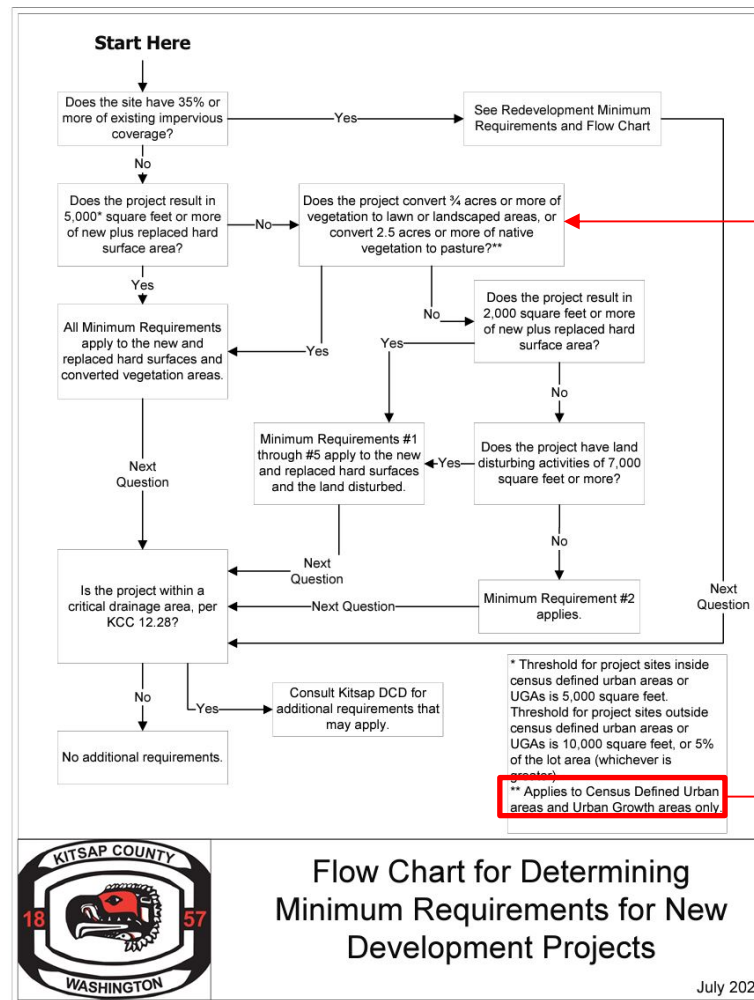 Start Here
Does the site have 35% or
more of existing impervious
coverage?
Yes
See Redevelopment Minimum
Requirements and Flow Chart
No
Does the project result in
5,000* square feet or more
of new plus replaced hard
surface area?
No
Does the project convert ¾ acres or more of
vegetation to lawn or landscaped areas, or
convert 2.5 acres or more of native
vegetation to pasture?**
Yes
All Minimum Requirements
apply to the new and
replaced hard surfaces and
converted vegetation areas.
Yes
No
Does the project result in
2,000 square feet or more
of new plus replaced hard
surface area?
Yes
No
Minimum Requirements #1
through #5 apply to the new
and replaced hard surfaces
and the land disturbed.
Yes
Does the project have land
disturbing activities of 7,000
square feet or more?
Next
Question
No
Next
Question
Is the project within a
critical drainage area, per
KCC 12.28?
Next Question
Minimum Requirement #2
applies.
Next
Question
No
Yes
Consult Kitsap DCD for
additional requirements that
may apply.
No additional requirements.
* Threshold for project sites inside
census defined urban areas or
UGAs is 5,000 square feet.
Threshold for project sites outside
census defined urban areas or
UGAs is 10,000 square feet, or 5%
of the lot area (whichever is
greater)
** Applies to Census Defined Urban
areas and Urban Growth areas only.
KITSAP COUNTY
18 57
WASHINGTON
Flow Chart for Determining
Minimum Requirements for New
Development Projects
July 202